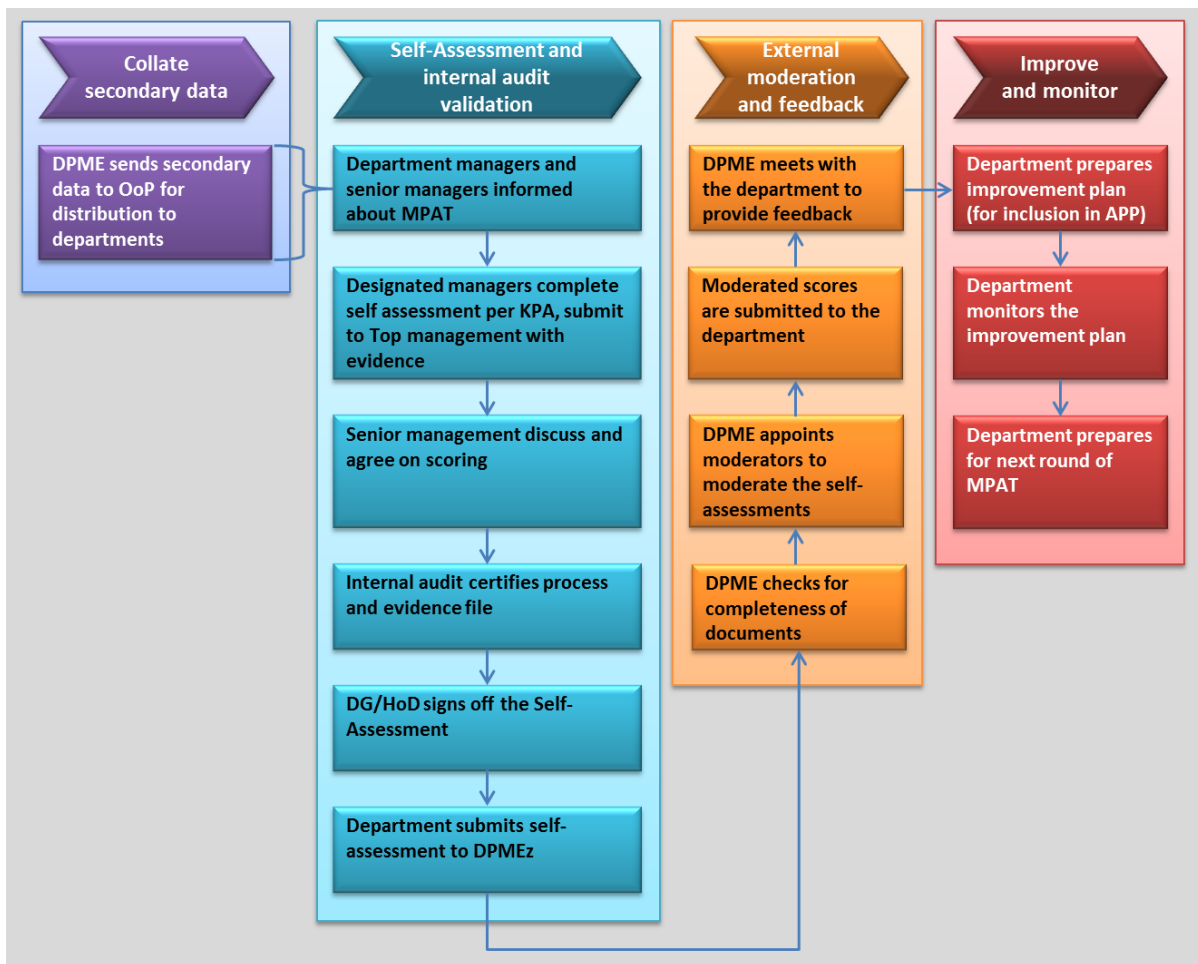 Collate
secondary data
DPME sends secondary
data to OoP for
distribution to
departments
Self-Assessment and
internal audit
validation
Department managers and
senior managers informed
about MPAT
Designated managers complete
self assessment per KPA, submit
to Top management with
evidence
Senior management discuss and
agree on scoring
Internal audit certifies process
and evidence file
DG/HoD signs off the Self-
Assessment
Department submits self-
assessment to DPMEz
External
moderation
and feedback
DPME meets with
the department to
provide feedback
Moderated scores
are submitted to the
department
DPME appoints
moderators to
moderate the self-
assessments
DPME checks for
completeness of
documents
Improve
and monitor
Department prepares
improvement plan
(for inclusion in APP)
Department
monitors the
improvement plan
Department prepares
for next round of
MPAT